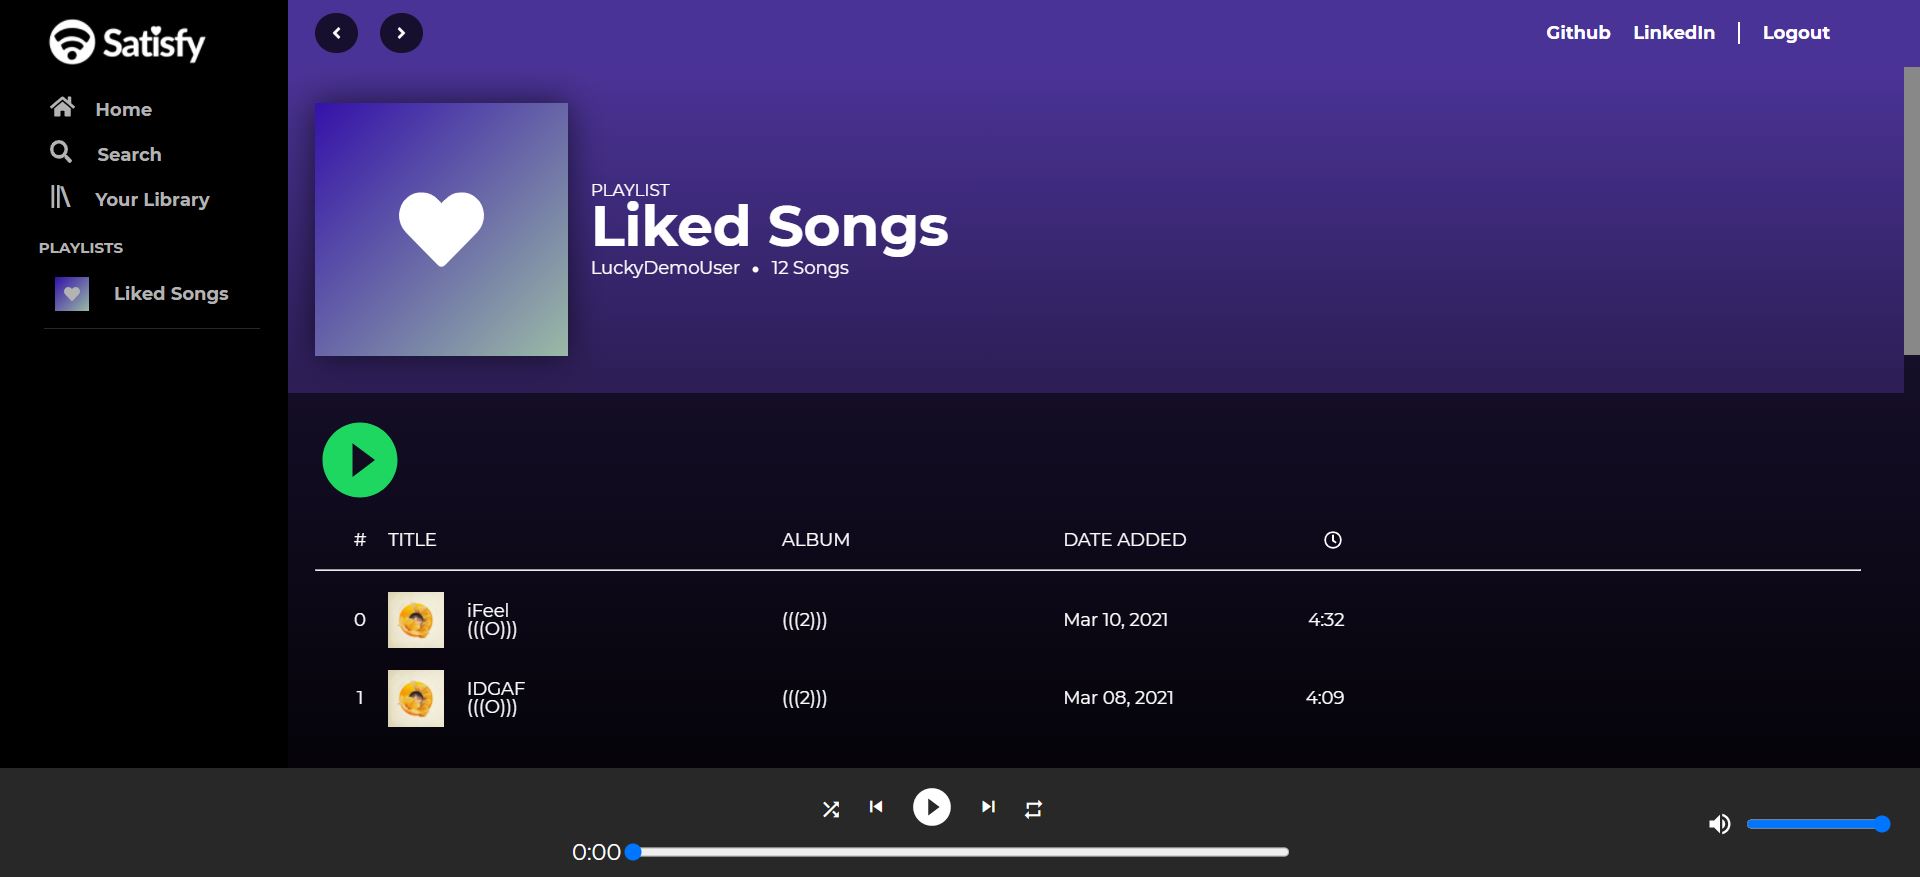 Satisfy
Home
Search
Your Library
PLAYLISTS
Liked Songs
Github LinkedIn | Logout
PLAYLIST
Liked Songs
LuckyDemoUser • 12 Songs
# TITLE ALBUM DATE ADDED
0 iFeel (((2))) Mar 10, 2021 4:32
(((O)))
1 IDGAF (((2))) Mar 08, 2021 4:09
(((O)))
0:00